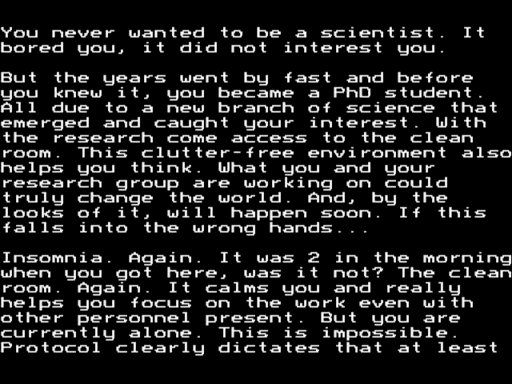 You never wanted to be a scientist. It
bored you, it did not interest you.
But the years went by fast and before
you knew it, you became a PhD student.
All due to a new branch of science that
emerged and caught your interest. With
the research come access to the clean
room. This clutter-free environment also
helps you think. What you and your
research group are working on could
truly change the world. And, by the
looks of it, will happen soon. If this
falls into the wrong hands...
Insomnia. Again. It was 2 in the morning
when you got here, was it not? The clean
room. Again. It calms you and really
helps you focus on the work even with
other personnel present. But you are
currently alone. This is impossible.
Protocol clearly dictates that at least